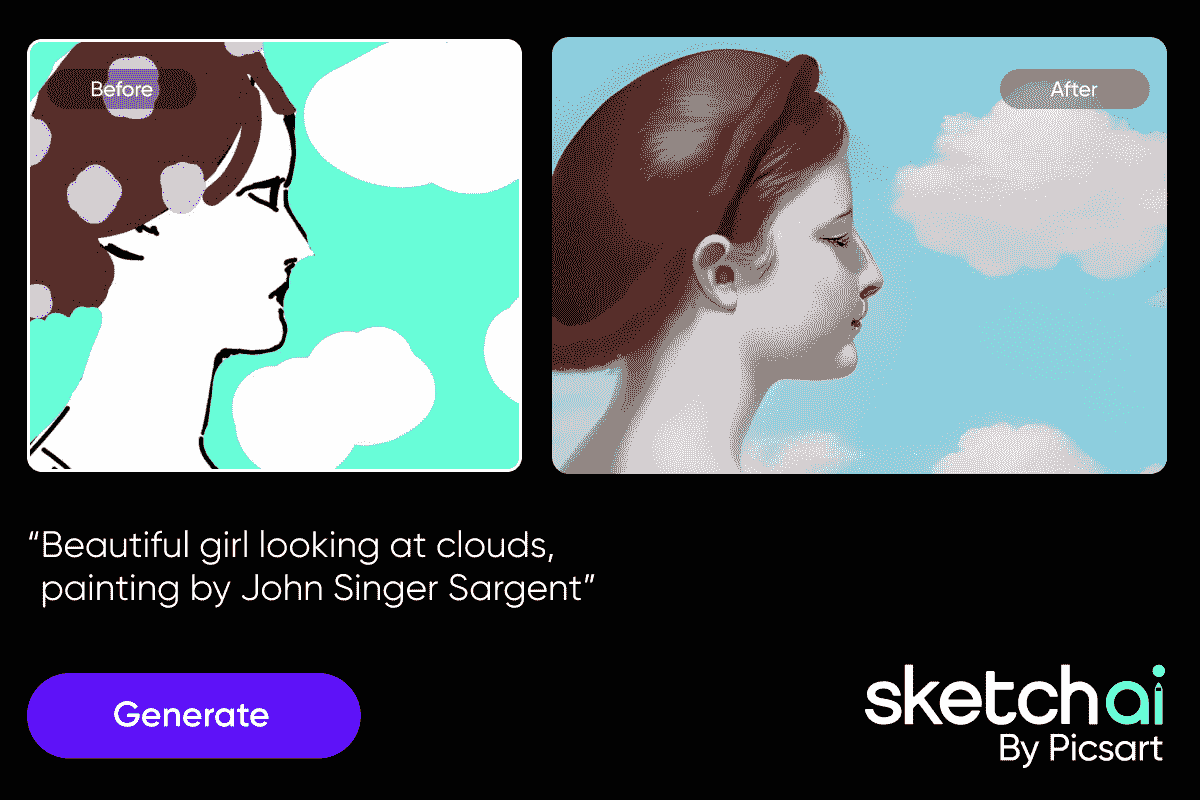 Before
After
“Beautiful girl looking at clouds,
painting by John Singer Sargent”
Generate
sketchai
By Picsart